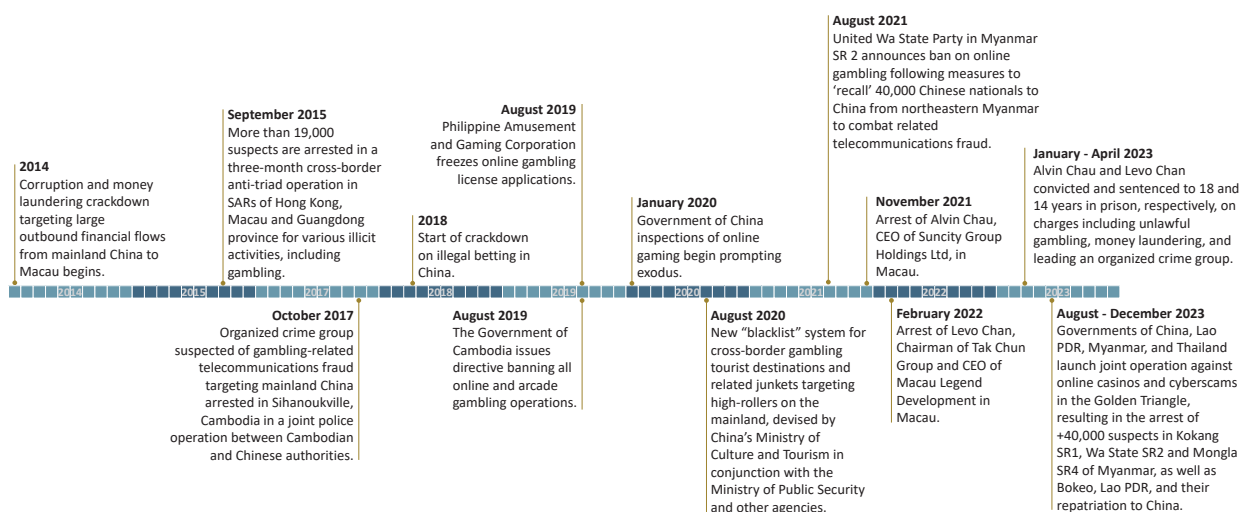 2014
Corruption and money
laundering crackdown
targeting large
outbound financial flows
from mainland China to
Macau begins.
September 2015
More than 19,000
suspects are arrested in a
three-month cross-border
anti-triad operation in
SARs of Hong Kong,
Macau and Guangdong
province for various illicit
activities, including
gambling.
2018
Start of crackdown
on illegal betting in
China.
August 2019
Philippine Amusement
and Gaming Corporation
freezes online gambling
license applications.
January 2020
Government of China
inspections of online
gaming begin prompting
exodus.
August 2021
United Wa State Party in Myanmar
SR 2 announces ban on online
gambling following measures to
‘recall’ 40,000 Chinese nationals to
China from northeastern Myanmar
to combat related
telecommunications fraud.
November 2021
Arrest of Alvin Chau,
CEO of Suncity Group
Holdings Ltd, in
Macau.
January - April 2023
Alvin Chau and Levo Chan
convicted and sentenced to 18 and
14 years in prison, respectively, on
charges including unlawful
gambling, money laundering, and
leading an organized crime group.
2014 2015 2017 2018 2019 2020 2021 2022 2023
October 2017
Organized crime group
suspected of gambling-related
telecommunications fraud
targeting mainland China
arrested in Sihanoukville,
Cambodia in a joint police
operation between Cambodian
and Chinese authorities.
August 2019
The Government of
Cambodia issues
directive banning all
online and arcade
gambling operations.
August 2020
New “blacklist” system for
cross-border gambling
tourist destinations and
related junkets targeting
high-rollers on the
mainland, devised by
China’s Ministry of
Culture and Tourism in
conjunction with the
Ministry of Public Security
and other agencies.
February 2022
Arrest of Levo Chan,
Chairman of Tak Chun
Group and CEO of
Macau Legend
Development in
Macau.
August - December 2023
Governments of China, Lao
PDR, Myanmar, and Thailand
launch joint operation against
online casinos and cyberscams
in the Golden Triangle,
resulting in the arrest of
+40,000 suspects in Kokang
SR1, Wa State SR2 and Mongla
SR4 of Myanmar, as well as
Bokeo, Lao PDR, and their
repatriation to China.